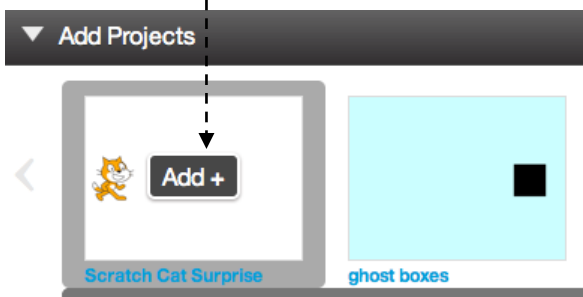 Add Projects
Add +
Scratch Cat Surprise
ghost boxes